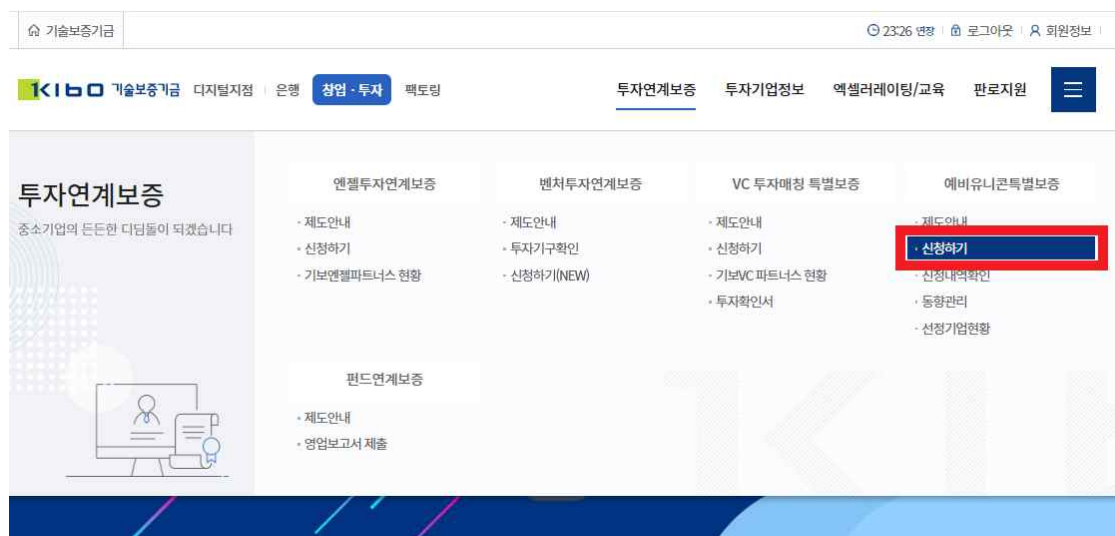 기술보증기금
23:26 연장 로그아웃 회원정보
KIBO 기술보증기금 디지털지점 은행 창업·투자 팩토링
투자연계보증 투자기업정보 엑셀러레이팅/교육 판로지원
투자연계보증
중소기업의 든든한 디딤돌이 되겠습니다
엔젤투자연계보증
· 제도안내
· 신청하기
· 기보엔젤파트너스 현황
벤처투자연계보증
· 제도안내
· 투자기구확인
· 신청하기(NEW)
VC 투자매칭 특별보증
· 제도안내
· 신청하기
· 기보VC 파트너스 현황
· 투자확인서
예비유니콘특별보증
· 제도안내
· 신청하기
· 신청내역확인
· 동향관리
· 선정기업현황
펀드연계보증
· 제도안내
· 영업보고서 제출